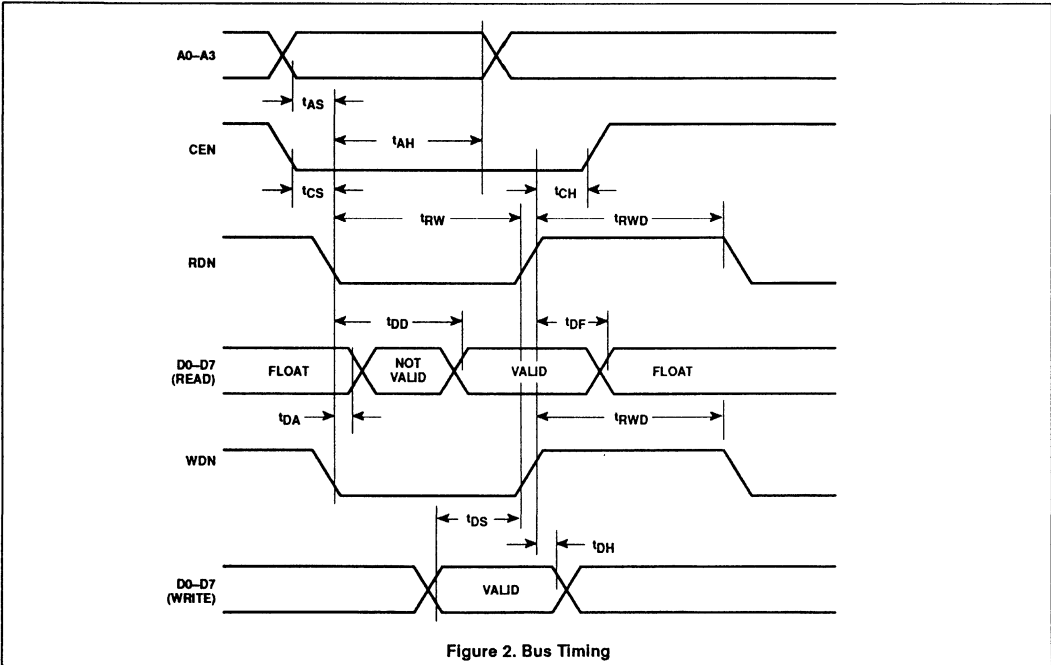 A0–A3
tAS
tAH
CEN
tCS
tCH
tRW
tRWD
RDN
tDD
tDF
D0–D7
(READ)
FLOAT
NOT
VALID
VALID
FLOAT
tDA
tRWD
WDN
tDS
tDH
D0–D7
(WRITE)
VALID
Figure 2. Bus Timing